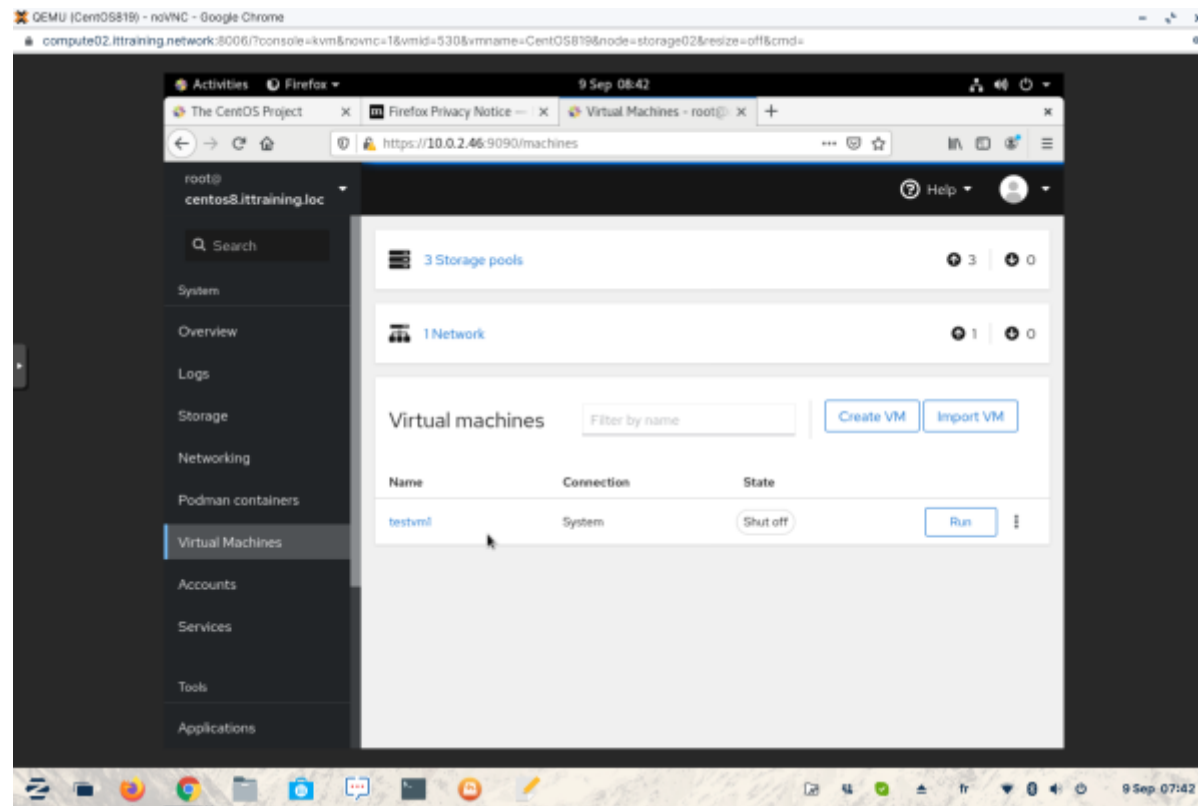 QEMU (CentOS819) - noVNC - Google Chrome
compute02.ittraining.network:8006/?console=kvm&novnc=1&vmid=530&vmname=CentOS819&node=storage02&resize=off&cmd=
Activities Firefox 9 Sep 08:42
The CentOS Project Firefox Privacy Notice — Virtual Machines - root@
https://10.0.2.46:9090/machines
root@
centos8.ittraining.loc
Help
Search
System
Overview
Logs
Storage
Networking
Podman containers
Virtual Machines
Accounts
Services
Tools
Applications
3 Storage pools 3 0
1 Network 1 0
Virtual machines Filter by name Create VM Import VM
Name Connection State
testvm1 System Shut off Run
fr 9 Sep 07:42